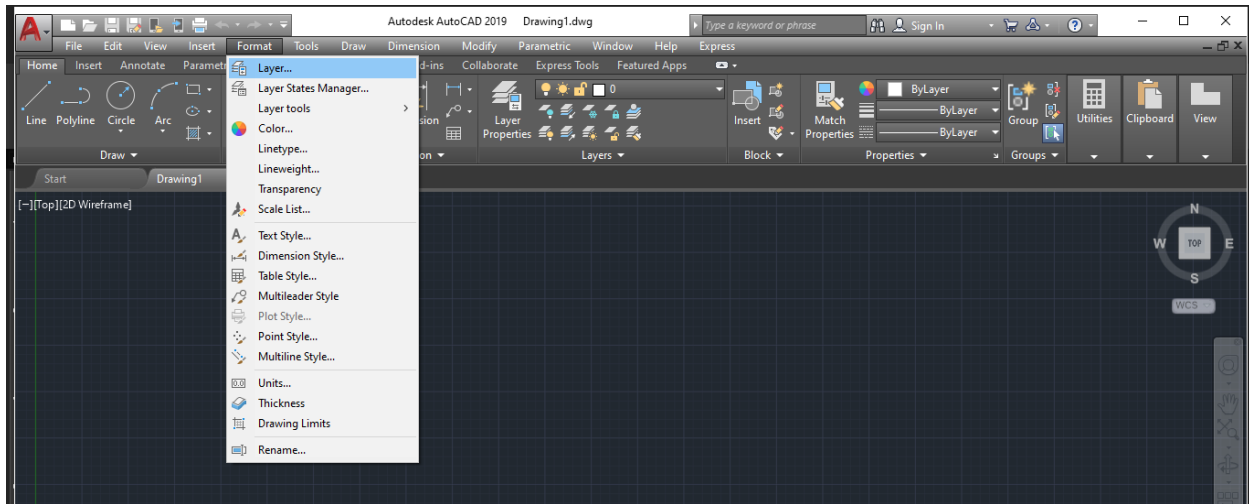 Autodesk AutoCAD 2019 Drawing1.dwg Type a keyword or phrase Sign In
File Edit View Insert Format Tools Draw Dimension Modify Parametric Window Help Express
Home Insert Annotate Parametr d-ins Collaborate Express Tools Featured Apps
Layer...
Layer States Manager...
Layer tools
Color...
Linetype...
Lineweight...
Transparency
Scale List...
Text Style...
Dimension Style...
Table Style...
Multileader Style
Plot Style...
Point Style...
Multiline Style...
Units...
Thickness
Drawing Limits
Rename...
Line Polyline Circle Arc
Draw
sion
on
Layer
Properties
0
Layers
Insert
Block
Match
Properties
ByLayer
ByLayer
ByLayer
Properties
Group
Groups
Utilities
Clipboard
View
Start Drawing1
[−][Top][2D Wireframe]
N
W TOP E
S
WCS